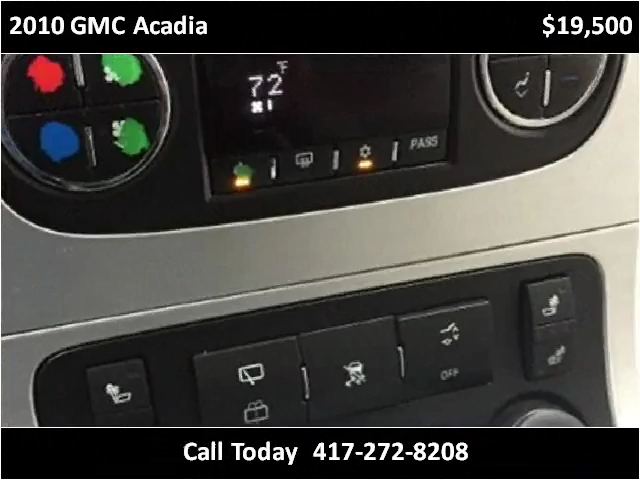 2010 GMC Acadia $19,500
72°F
PASS
OFF
Call Today 417-272-8208